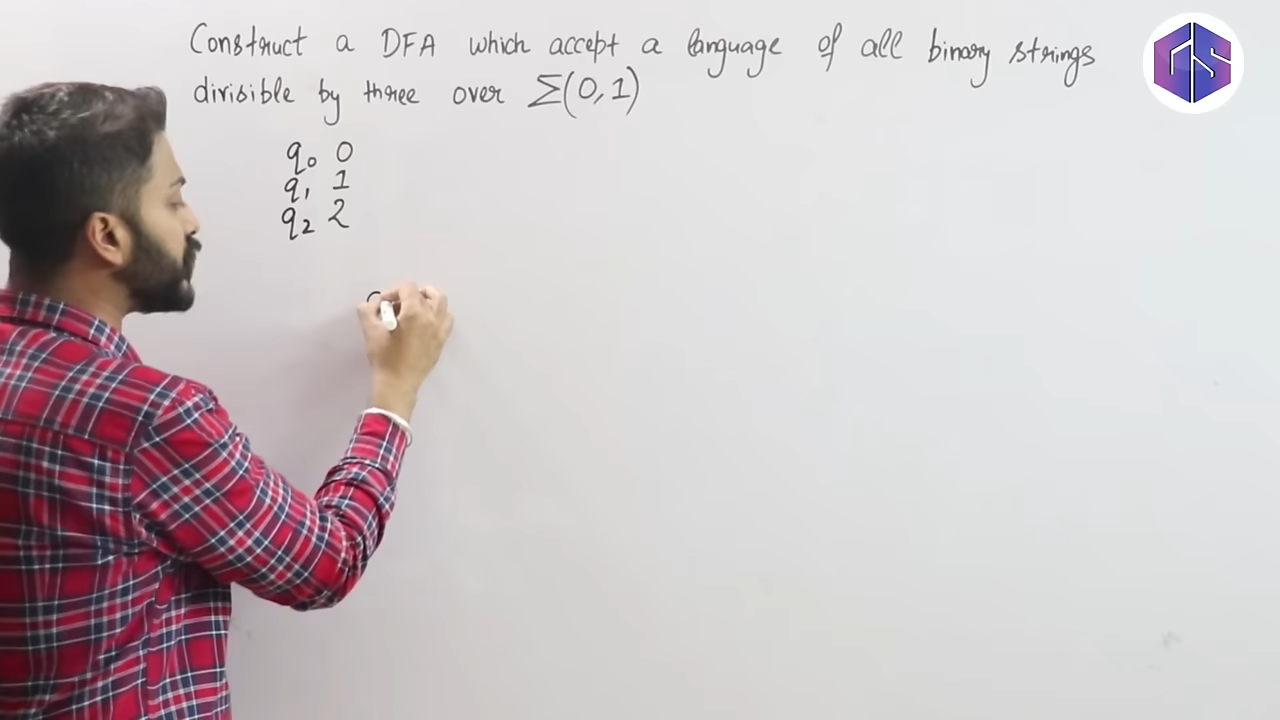 Construct a DFA which accept a language of all binary strings
divisible by three over Σ(0,1)
q₀ 0
q₁ 1
q₂ 2